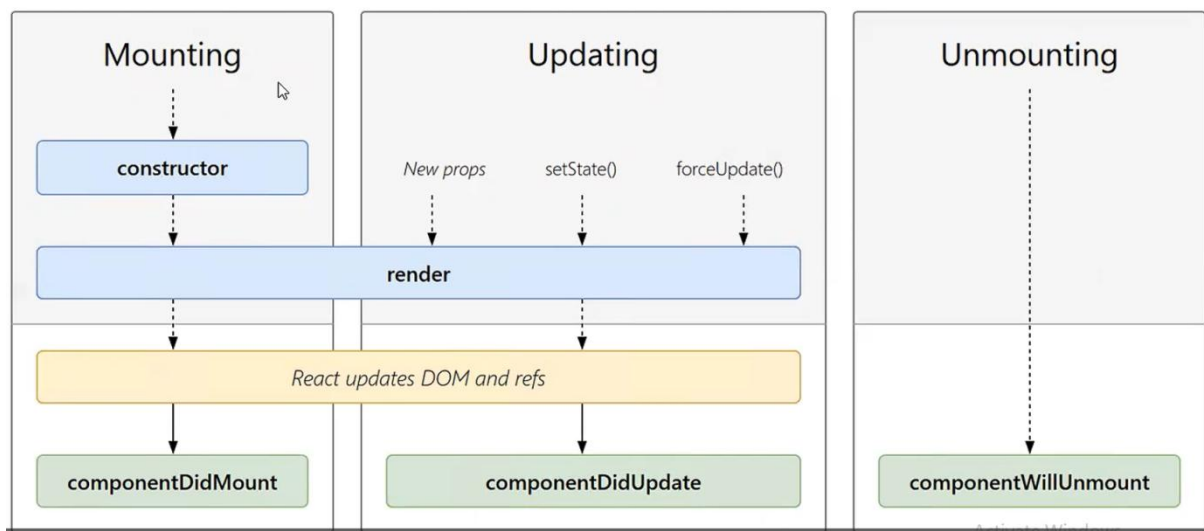 Mounting
Updating
Unmounting
constructor
New props
setState()
forceUpdate()
render
React updates DOM and refs
componentDidMount
componentDidUpdate
componentWillUnmount